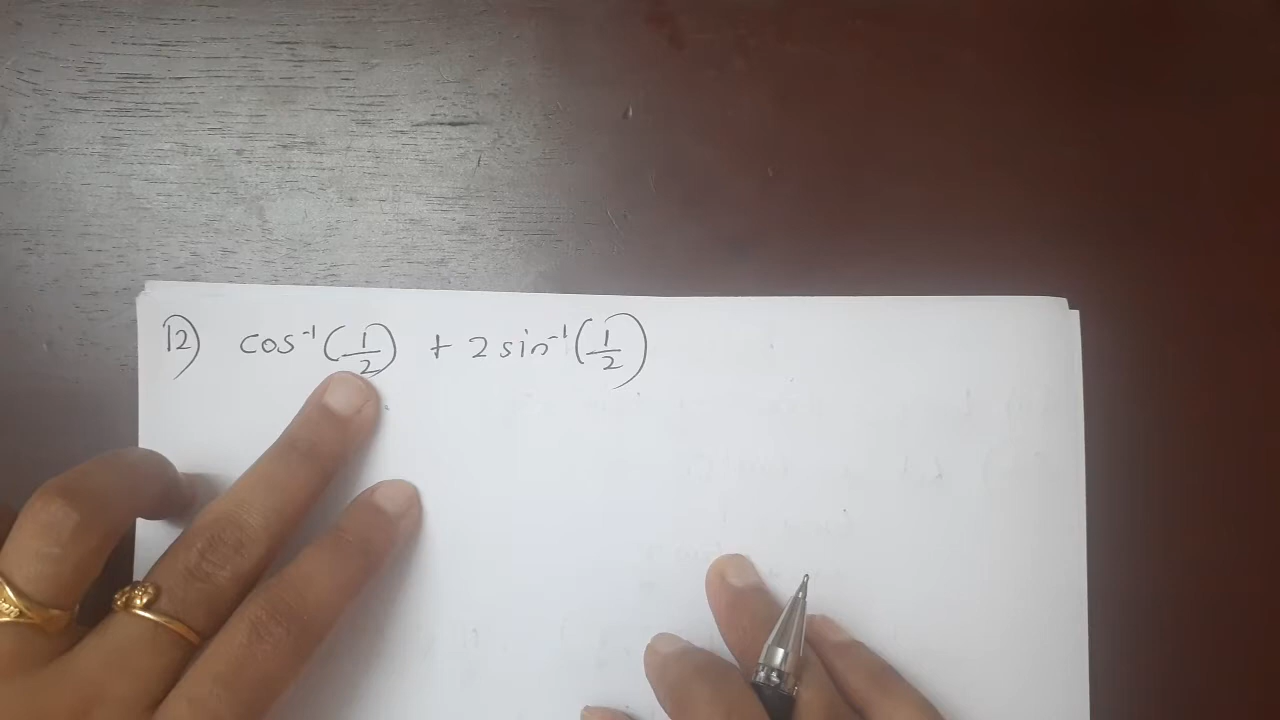 12) cos⁻¹(1/2) + 2 sin⁻¹(1/2)